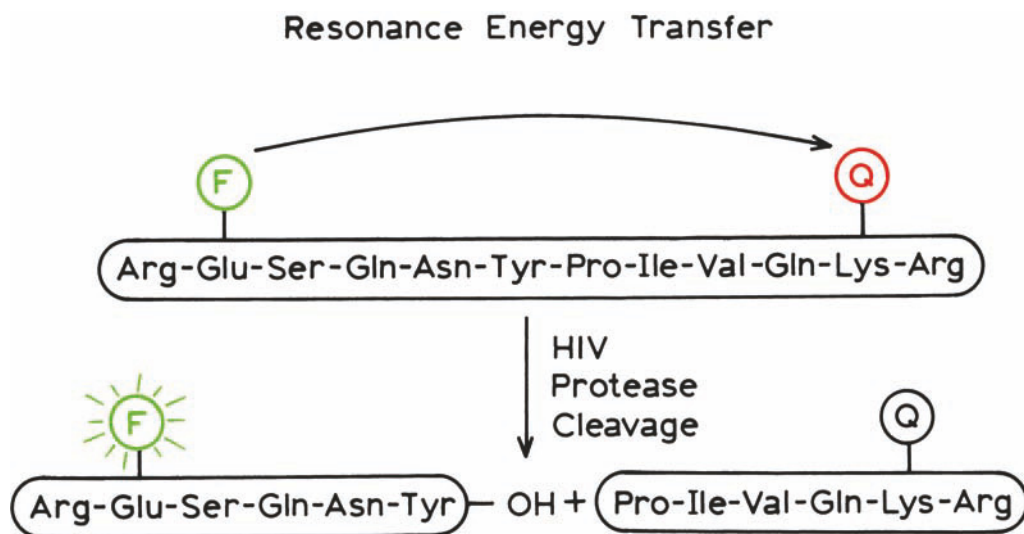 Resonance Energy Transfer
F
Q
Arg-Glu-Ser-Gln-Asn-Tyr-Pro-Ile-Val-Gln-Lys-Arg
HIV
Protease
Cleavage
F
Q
Arg-Glu-Ser-Gln-Asn-Tyr — OH + Pro-Ile-Val-Gln-Lys-Arg